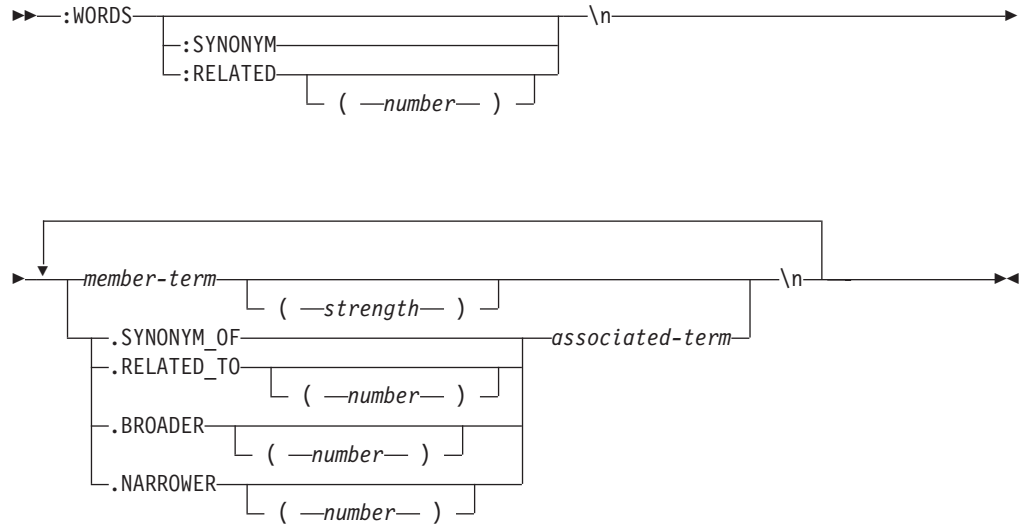 :WORDS \n
:SYNONYM
:RELATED
( number )
member-term \n
( strength )
.SYNONYM_OF associated-term
.RELATED_TO
( number )
.BROADER
( number )
.NARROWER
( number )